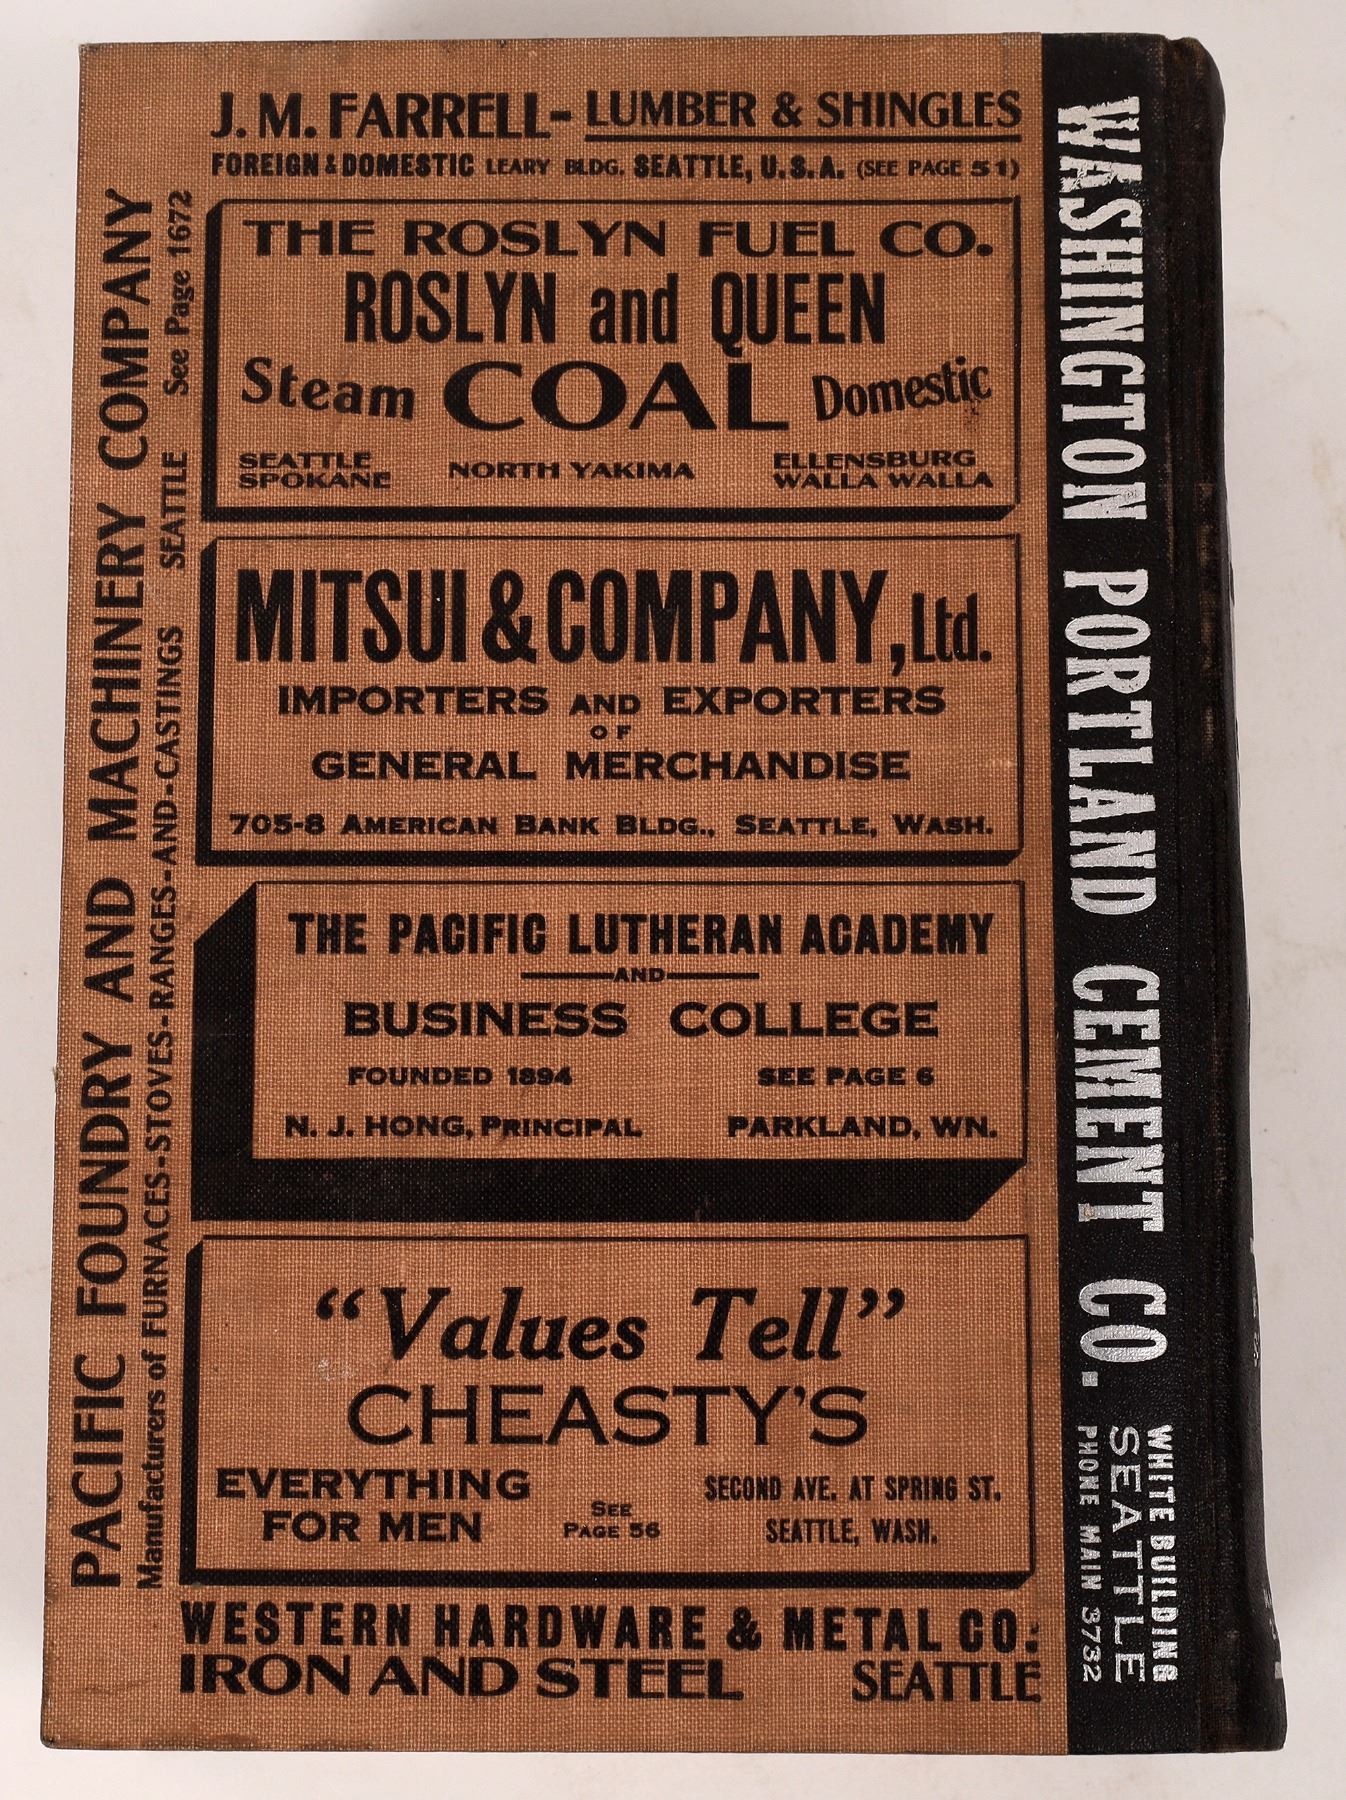 J. M. FARRELL- LUMBER & SHINGLES
FOREIGN & DOMESTIC LEARY BLDG. SEATTLE, U.S.A. (SEE PAGE 51)
THE ROSLYN FUEL CO.
ROSLYN and QUEEN
Steam COAL Domestic
SEATTLE
SPOKANE
NORTH YAKIMA
ELLENSBURG
WALLA WALLA
MITSUI & COMPANY, Ltd.
IMPORTERS AND EXPORTERS
OF
GENERAL MERCHANDISE
705-8 AMERICAN BANK BLDG., SEATTLE, WASH.
THE PACIFIC LUTHERAN ACADEMY
AND
BUSINESS COLLEGE
FOUNDED 1894 SEE PAGE 6
N. J. HONG, PRINCIPAL PARKLAND, WN.
"Values Tell"
CHEASTY'S
EVERYTHING
FOR MEN
SEE
PAGE 56
SECOND AVE. AT SPRING ST.
SEATTLE, WASH.
WESTERN HARDWARE & METAL CO.
IRON AND STEEL SEATTLE
PACIFIC FOUNDRY AND MACHINERY COMPANY
Manufacturers of FURNACES-STOVES-RANGES-AND-CASTINGS SEATTLE See Page 1672
WASHINGTON PORTLAND CEMENT CO.
WHITE BUILDING
SEATTLE
PHONE MAIN 3732